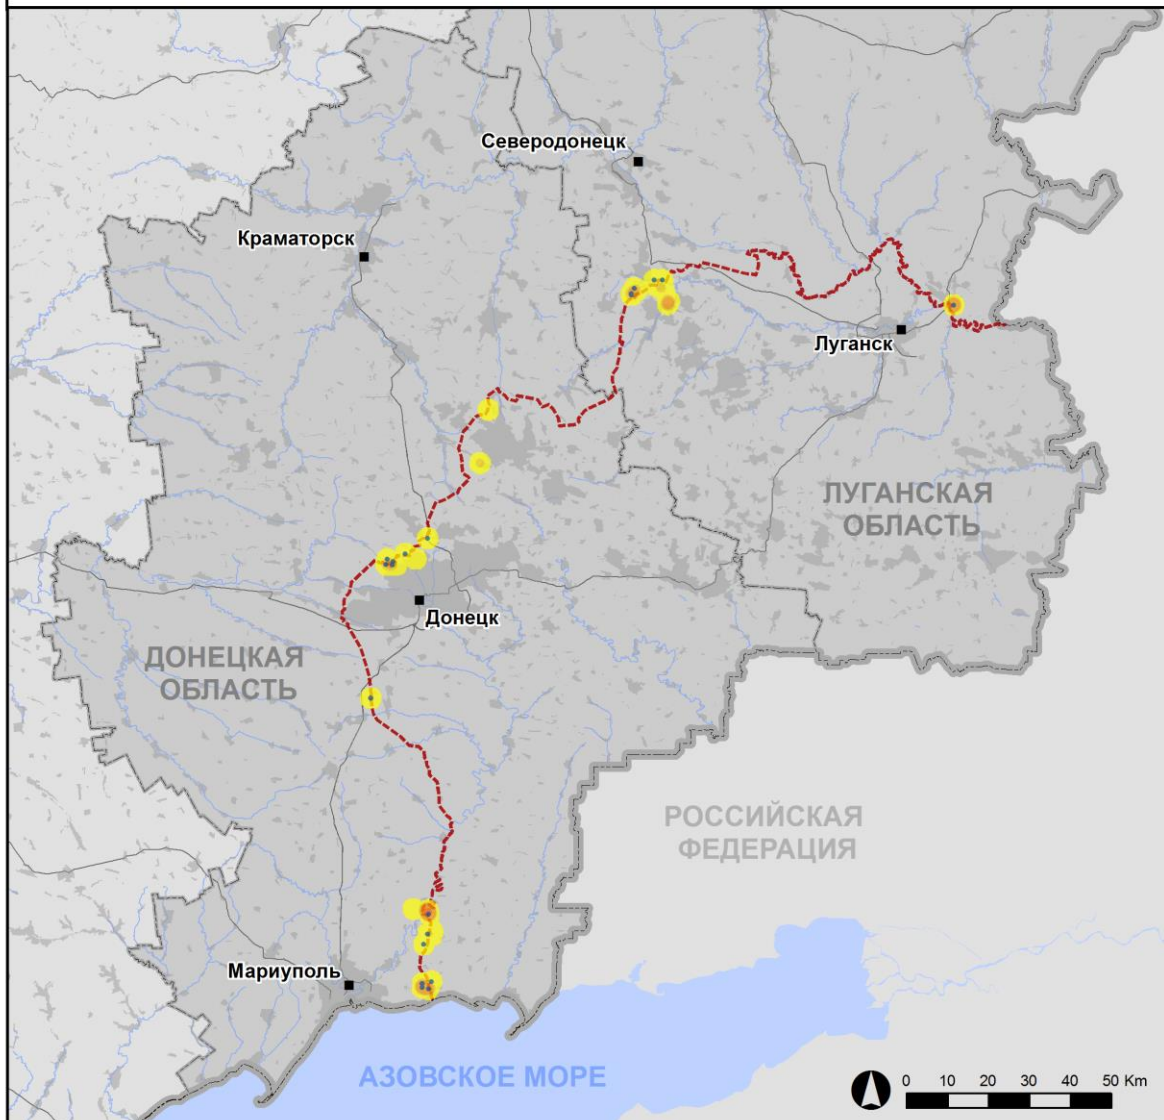 Северодонецк
Краматорск
Луганск
ЛУГАНСКАЯ
ОБЛАСТЬ
Донецк
ДОНЕЦКАЯ
ОБЛАСТЬ
РОССИЙСКАЯ
ФЕДЕРАЦИЯ
Мариуполь
АЗОВСКОЕ МОРЕ
0 10 20 30 40 50 Km